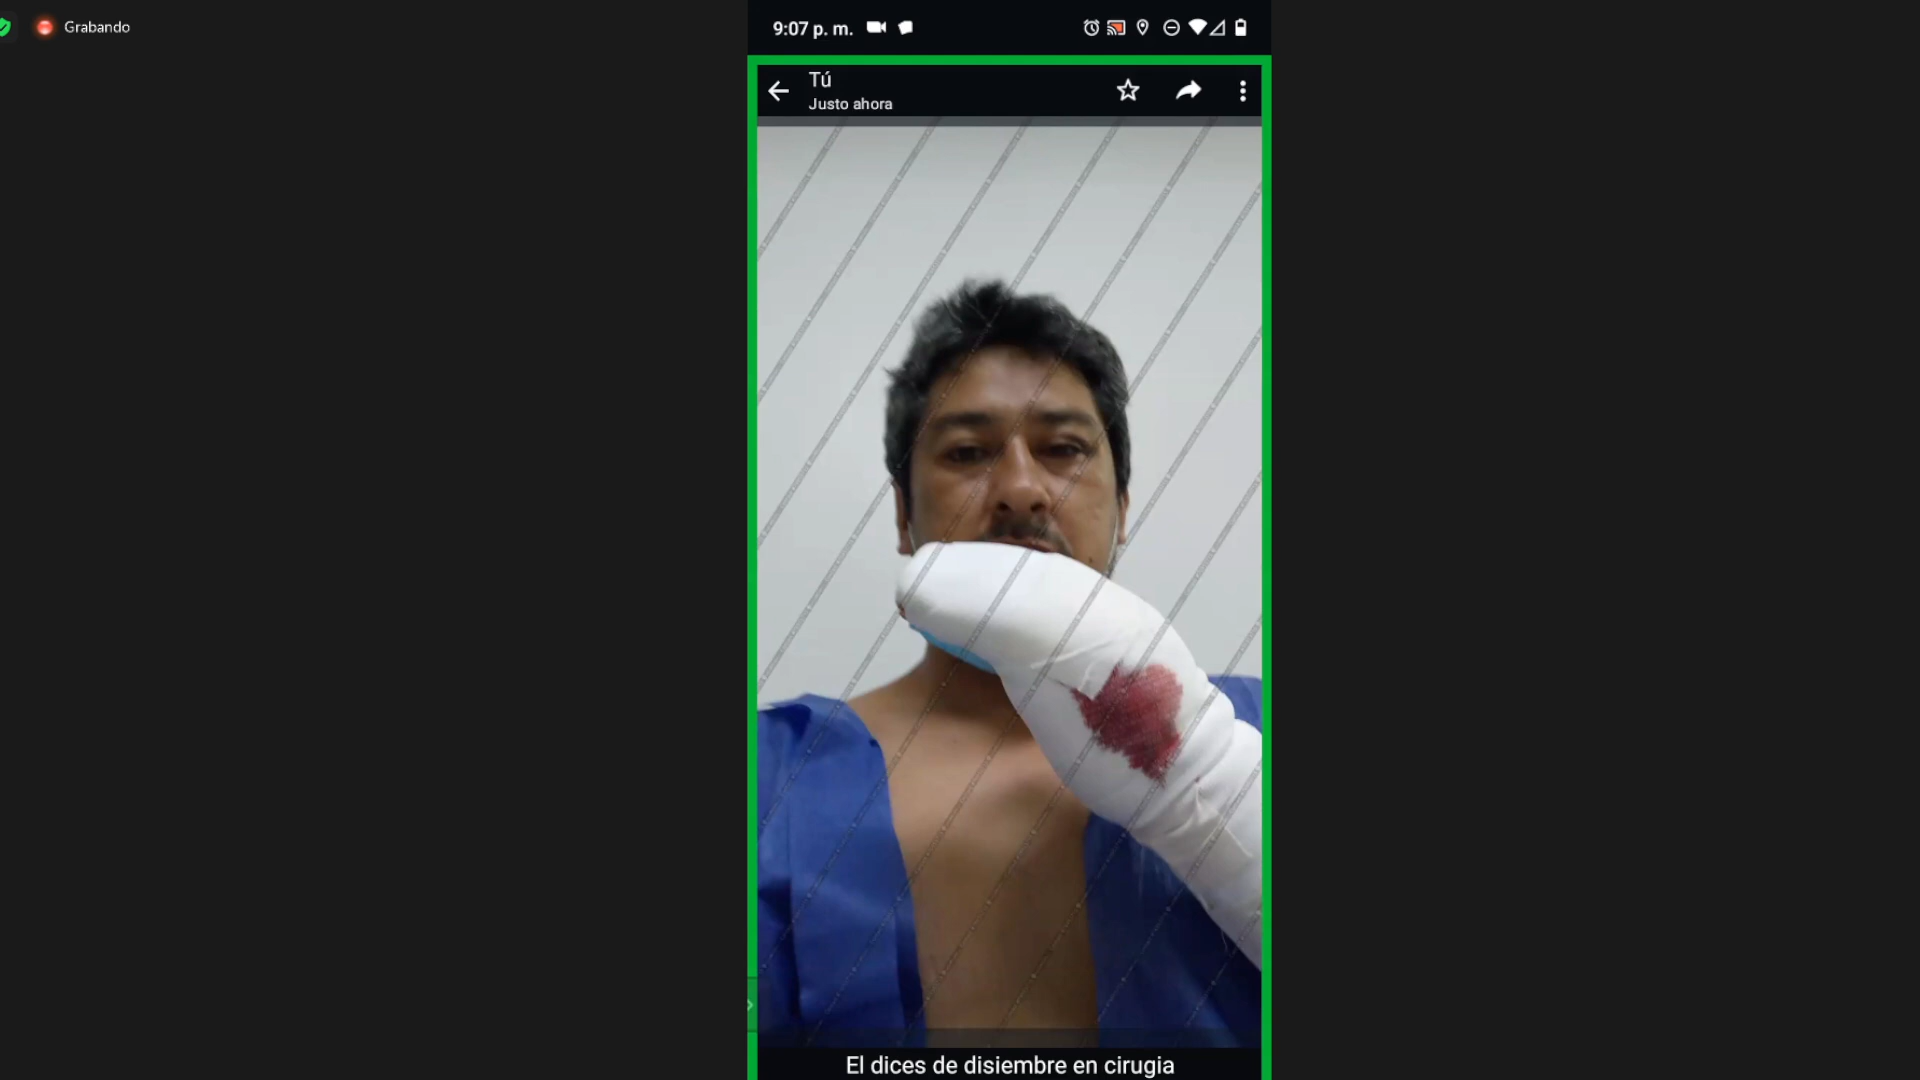 Grabando
9:07 p. m.
Tú
Justo ahora
El dices de disiembre en cirugia